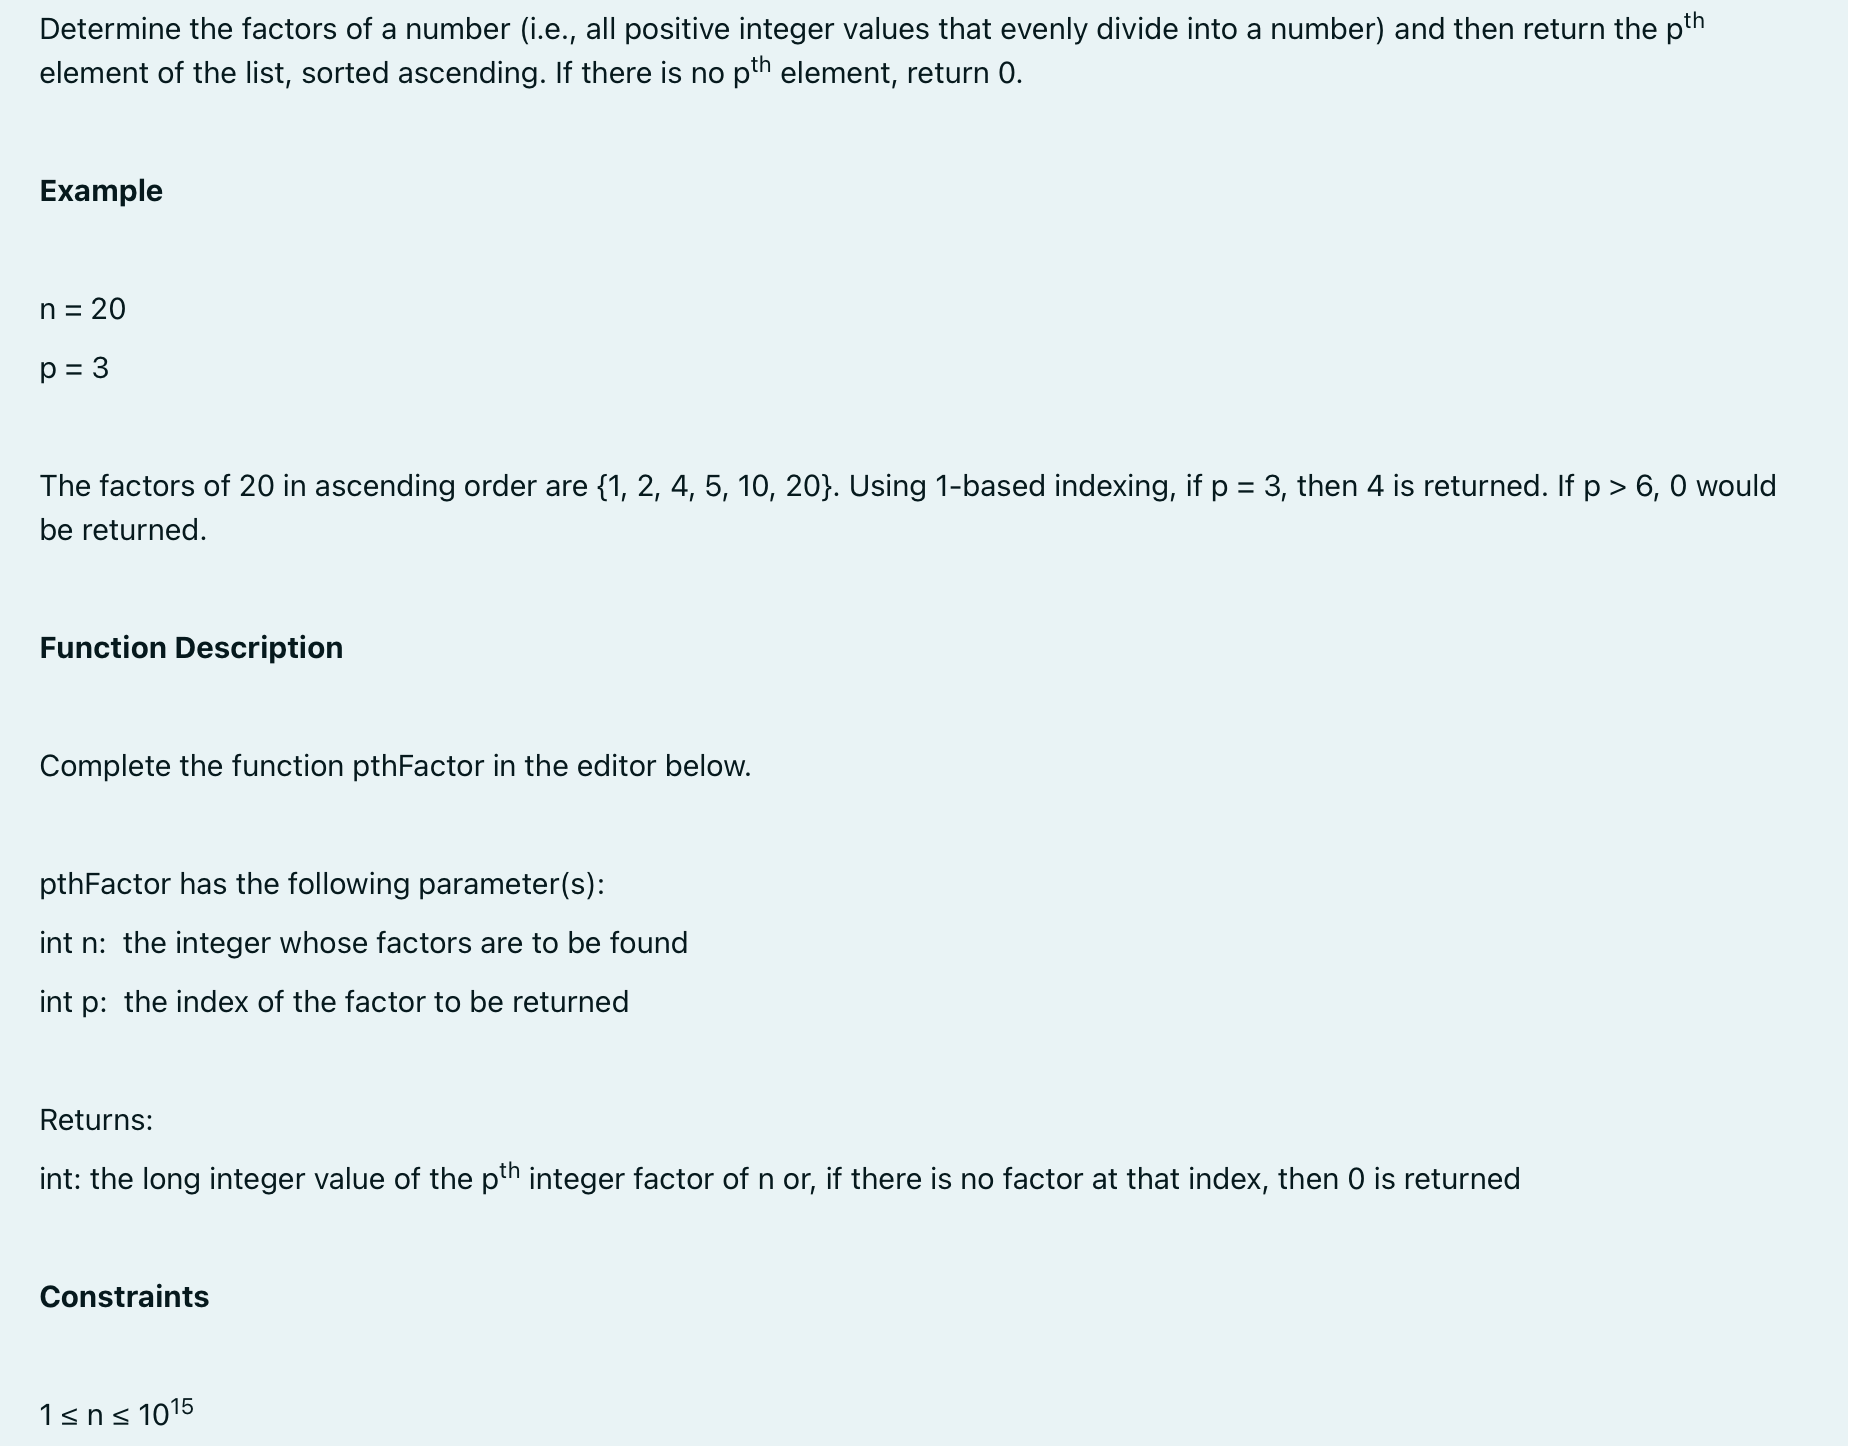 Determine the factors of a number (i.e., all positive integer values that evenly divide into a number) and then return the pth
element of the list, sorted ascending. If there is no pth element, return 0.
Example
n = 20
p = 3
The factors of 20 in ascending order are {1, 2, 4, 5, 10, 20}. Using 1-based indexing, if p = 3, then 4 is returned. If p > 6, 0 would
be returned.
Function Description
Complete the function pthFactor in the editor below.
pthFactor has the following parameter(s):
int n:  the integer whose factors are to be found
int p:  the index of the factor to be returned
Returns:
int: the long integer value of the pth integer factor of n or, if there is no factor at that index, then 0 is returned
Constraints
1 ≤ n ≤ 10¹⁵